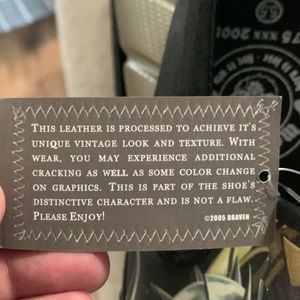 THIS LEATHER IS PROCESSED TO ACHIEVE IT'S
UNIQUE VINTAGE LOOK AND TEXTURE. WITH
WEAR, YOU MAY EXPERIENCE ADDITIONAL
CRACKING AS WELL AS SOME COLOR CHANGE
ON GRAPHICS. THIS IS PART OF THE SHOE'S
DISTINCTIVE CHARACTER AND IS NOT A FLAW.
PLEASE ENJOY!
©2005 DRAVEN